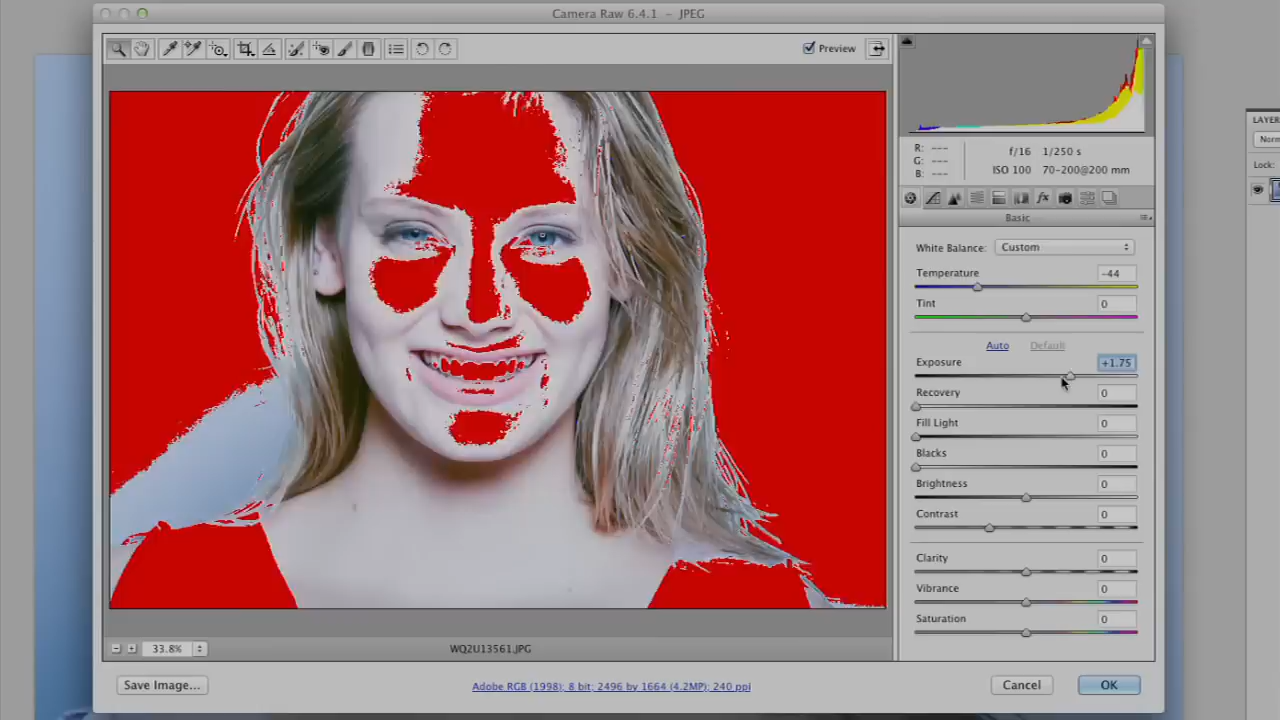 Camera Raw 6.4.1 – JPEG
Preview
R: ---
G: ---
B: ---
f/16 1/250 s
ISO 100 70-200@200 mm
fx
Basic
White Balance: Custom
Temperature -44
Tint 0
Auto Default
Exposure +1.75
Recovery 0
Fill Light 0
Blacks 0
Brightness 0
Contrast 0
Clarity 0
Vibrance 0
Saturation 0
33.8%
WQ2U13561.JPG
Save Image...
Adobe RGB (1998); 8 bit; 2496 by 1664 (4.2MP); 240 ppi
Cancel
OK
LAYER
Norm
Lock: